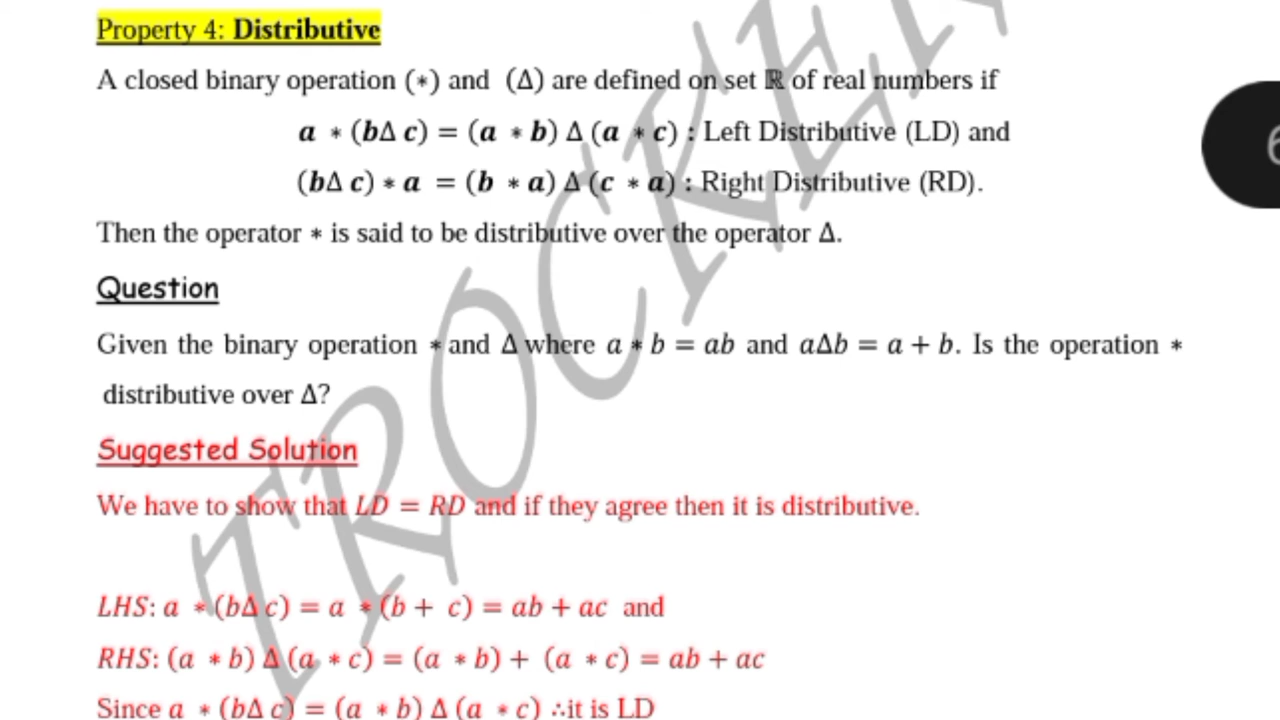 Property 4: Distributive
A closed binary operation (∗) and (Δ) are defined on set ℝ of real numbers if
a ∗ (bΔ c) = (a ∗ b) Δ (a ∗ c) : Left Distributive (LD) and
(bΔ c) ∗ a = (b ∗ a) Δ (c ∗ a) : Right Distributive (RD).
Then the operator ∗ is said to be distributive over the operator Δ.
Question
Given the binary operation ∗ and Δ where a ∗ b = ab and aΔb = a + b. Is the operation ∗
distributive over Δ?
Suggested Solution
We have to show that LD = RD and if they agree then it is distributive.
LHS: a ∗ (bΔ c) = a ∗ (b + c) = ab + ac and
RHS: (a ∗ b) Δ (a ∗ c) = (a ∗ b) + (a ∗ c) = ab + ac
Since a ∗ (bΔ c) = (a ∗ b) Δ (a ∗ c) ∴it is LD